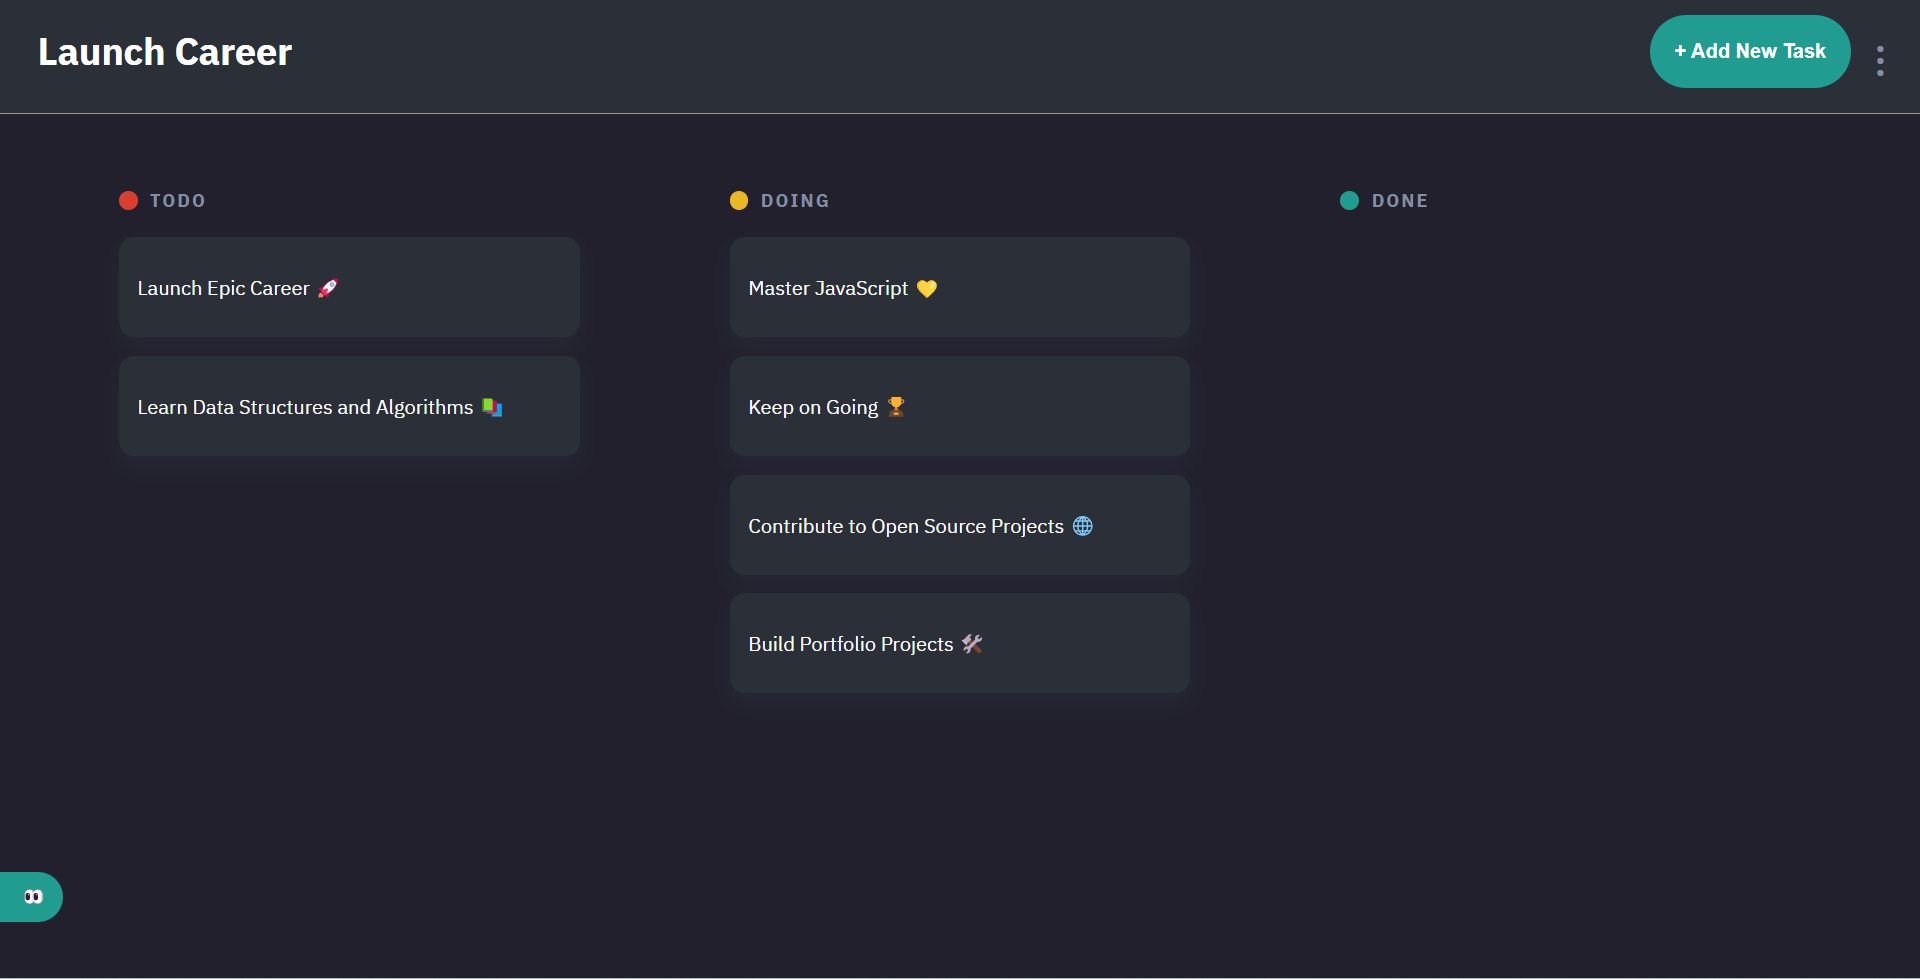 Launch Career
+ Add New Task
TODO
Launch Epic Career 🚀
Learn Data Structures and Algorithms 📚
DOING
Master JavaScript 💛
Keep on Going 🏆
Contribute to Open Source Projects 🌐
Build Portfolio Projects 🛠️
DONE
👀